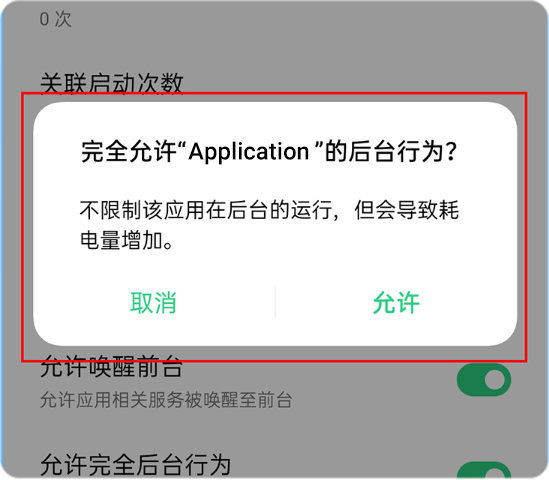 0 次
关联启动次数
完全允许“Application ”的后台行为？
不限制该应用在后台的运行，但会导致耗
电量增加。
取消
允许
允许唤醒前台
允许应用相关服务被唤醒至前台
允许完全后台行为